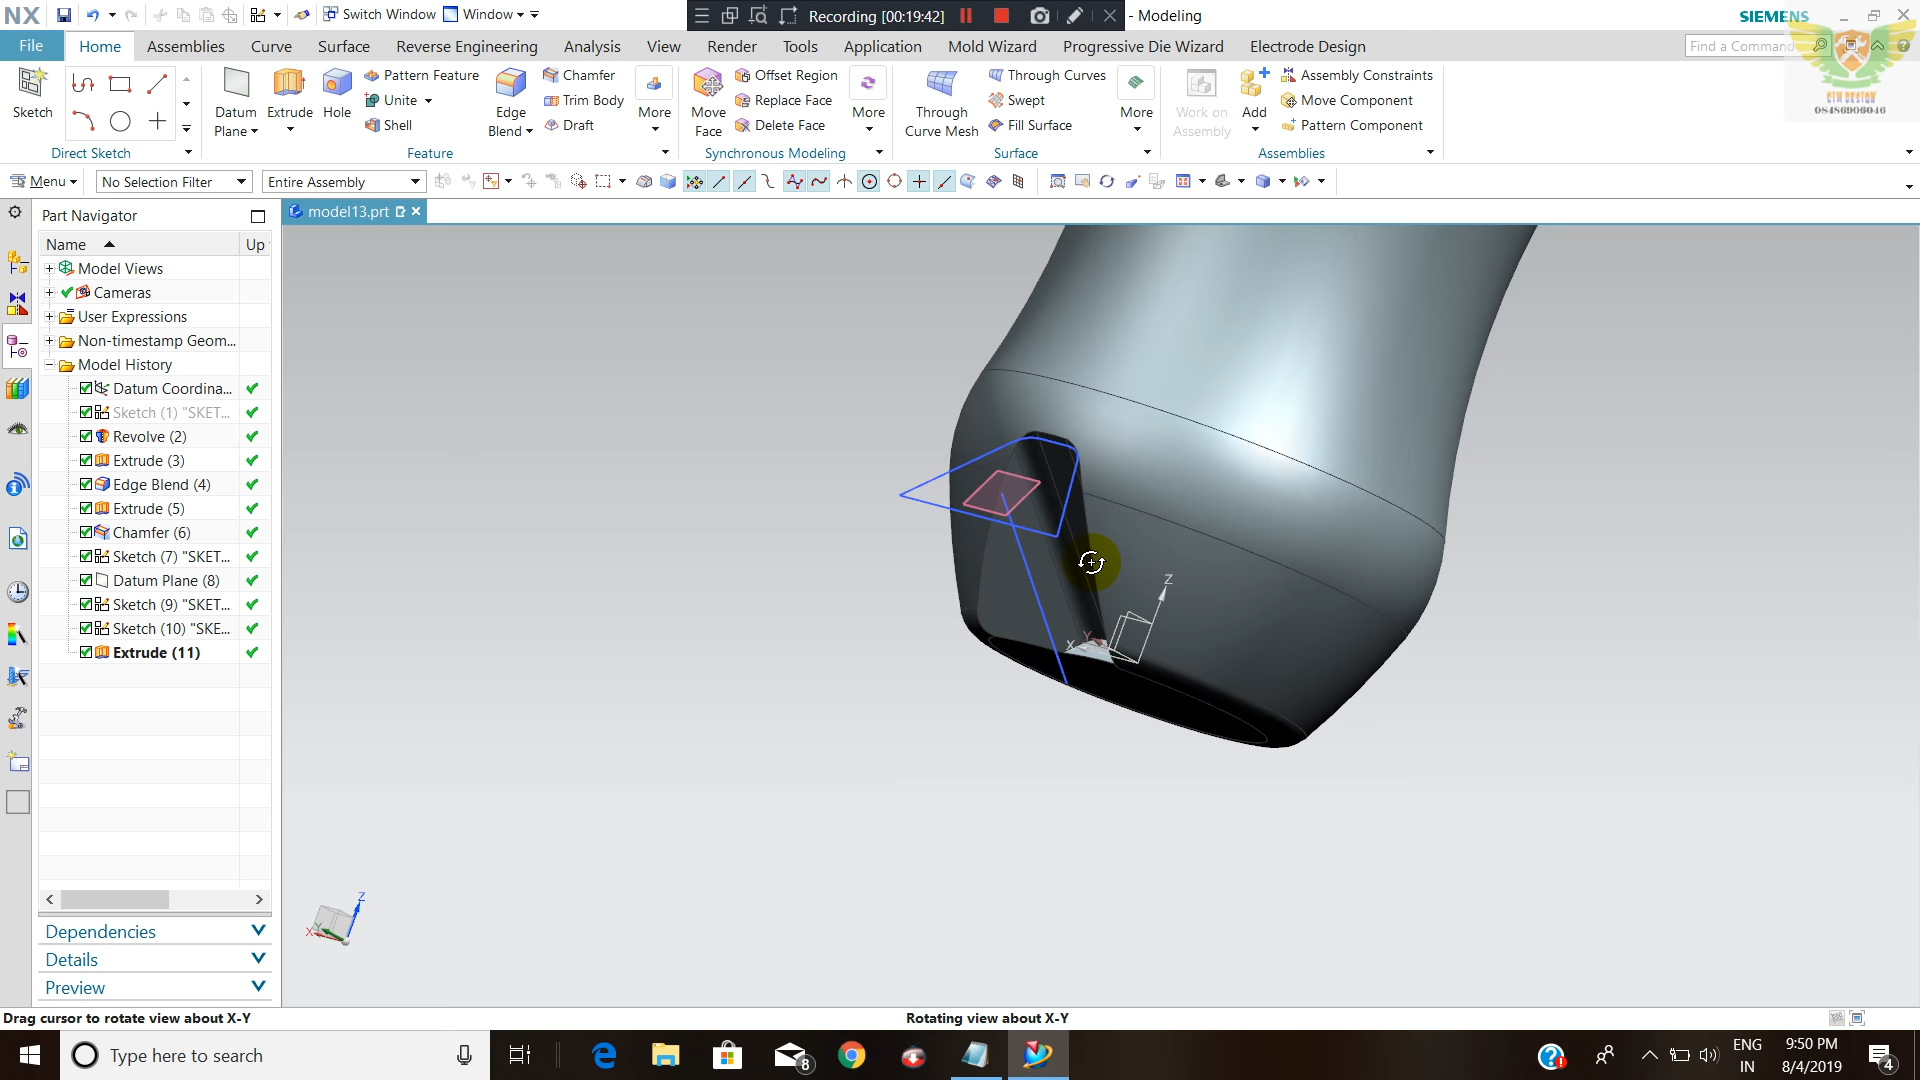 NX Switch Window Window Recording [00:19:42] - Modeling SIEMENS
File Home Assemblies Curve Surface Reverse Engineering Analysis View Render Tools Application Mold Wizard Progressive Die Wizard Electrode Design Find a Command
Sketch Datum Plane Extrude Hole Pattern Feature Unite Shell Edge Blend Chamfer Trim Body Draft More Move Face Offset Region Replace Face Delete Face More Through Curve Mesh Through Curves Swept Fill Surface More Work on Assembly Add Assembly Constraints Move Component Pattern Component
CTM DESIGN
08486906046
Direct Sketch Feature Synchronous Modeling Surface Assemblies
Menu No Selection Filter Entire Assembly
Part Navigator model13.prt
Name Up
Model Views
Cameras
User Expressions
Non-timestamp Geom...
Model History
Datum Coordina...
Sketch (1) "SKET...
Revolve (2)
Extrude (3)
Edge Blend (4)
Extrude (5)
Chamfer (6)
Sketch (7) "SKET...
Datum Plane (8)
Sketch (9) "SKET...
Sketch (10) "SKE...
Extrude (11)
Z
X Y
Z
X Y
Dependencies
Details
Preview
Drag cursor to rotate view about X-Y Rotating view about X-Y
Type here to search 8 ENG IN 9:50 PM 8/4/2019 4